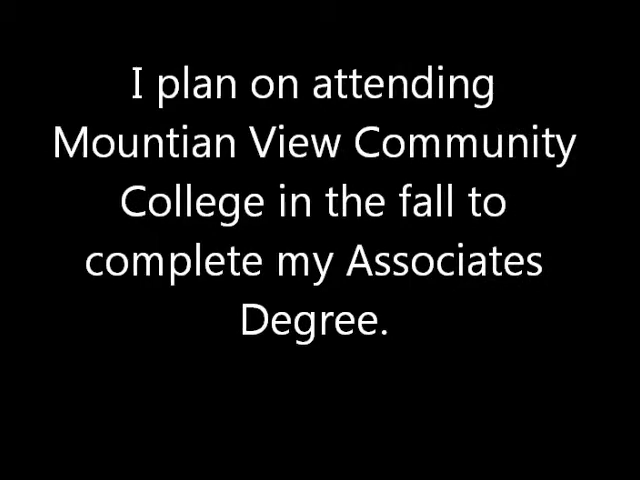 I plan on attending
Mountian View Community
College in the fall to
complete my Associates
Degree.